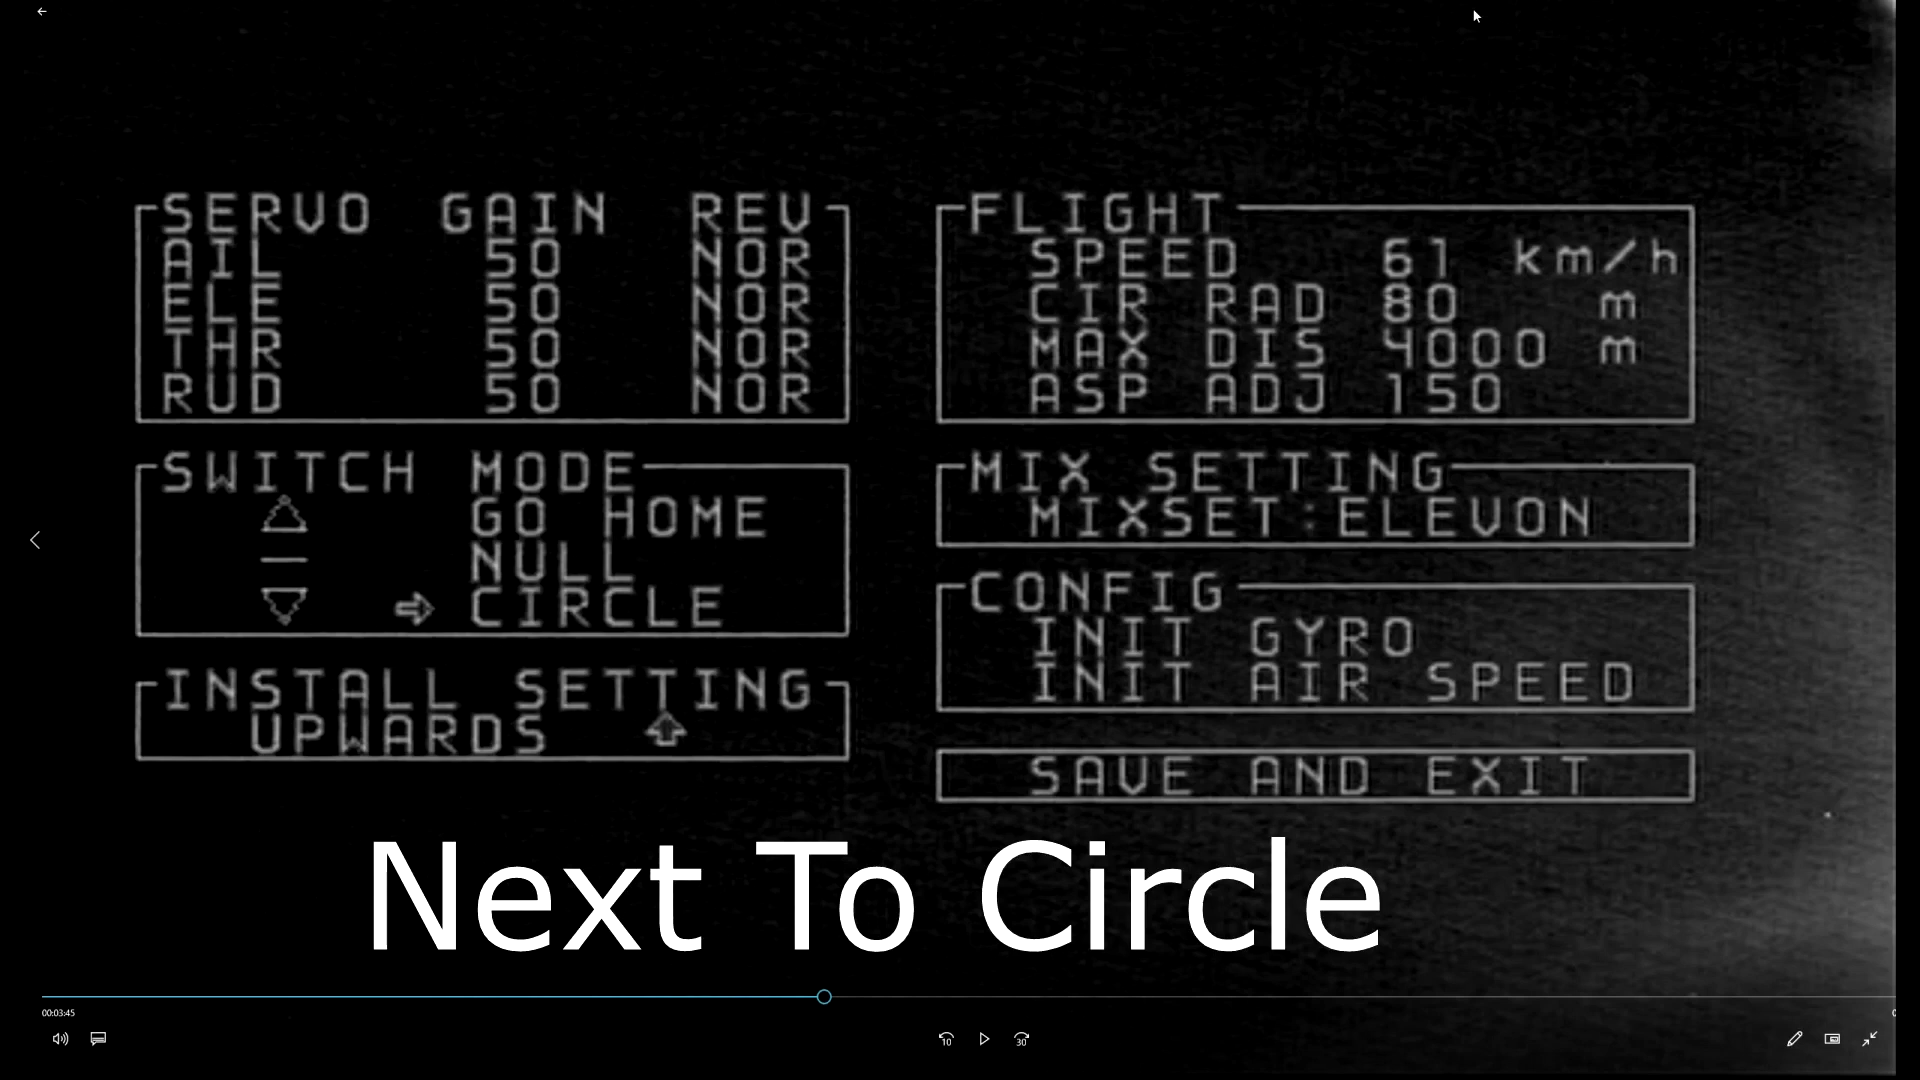 SERVO GAIN REV
AIL 50 NOR
ELE 50 NOR
THR 50 NOR
RUD 50 NOR
SWITCH MODE
GO HOME
NULL
CIRCLE
INSTALL SETTING
UPWARDS
FLIGHT
SPEED 61 km/h
CIR RAD 80 m
MAX DIS 4000 m
ASP ADJ 150
MIX SETTING
MIXSET:ELEVON
CONFIG
INIT GYRO
INIT AIR SPEED
SAVE AND EXIT
Next To Circle
00:03:45
10
30